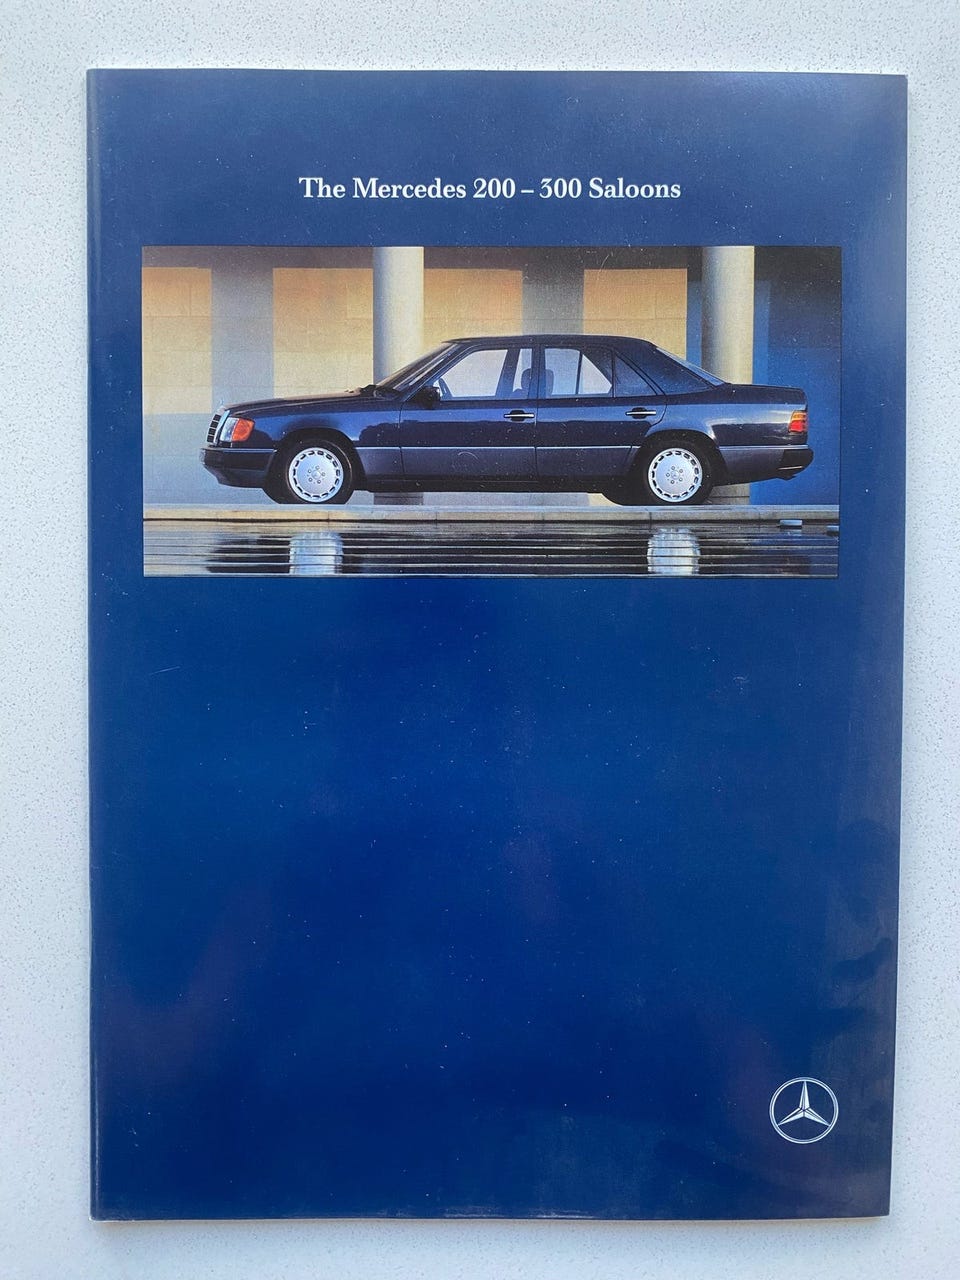 The Mercedes 200 – 300 Saloons